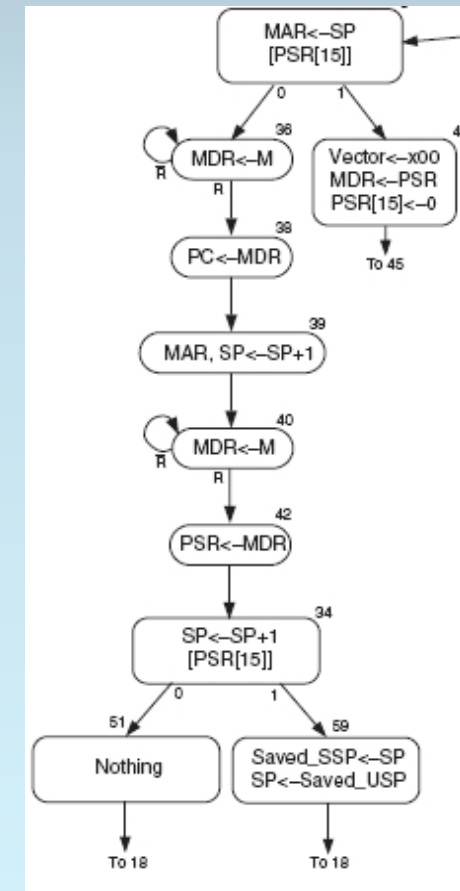 MAR<–SP
[PSR[15]]
0
1
36
MDR<–M
R̅
R
4
Vector<–x00
MDR<–PSR
PSR[15]<–0
To 45
38
PC<–MDR
39
MAR, SP<–SP+1
40
MDR<–M
R̅
R
42
PSR<–MDR
34
SP<–SP+1
[PSR[15]]
0
1
51
Nothing
To 18
59
Saved_SSP<–SP
SP<–Saved_USP
To 18